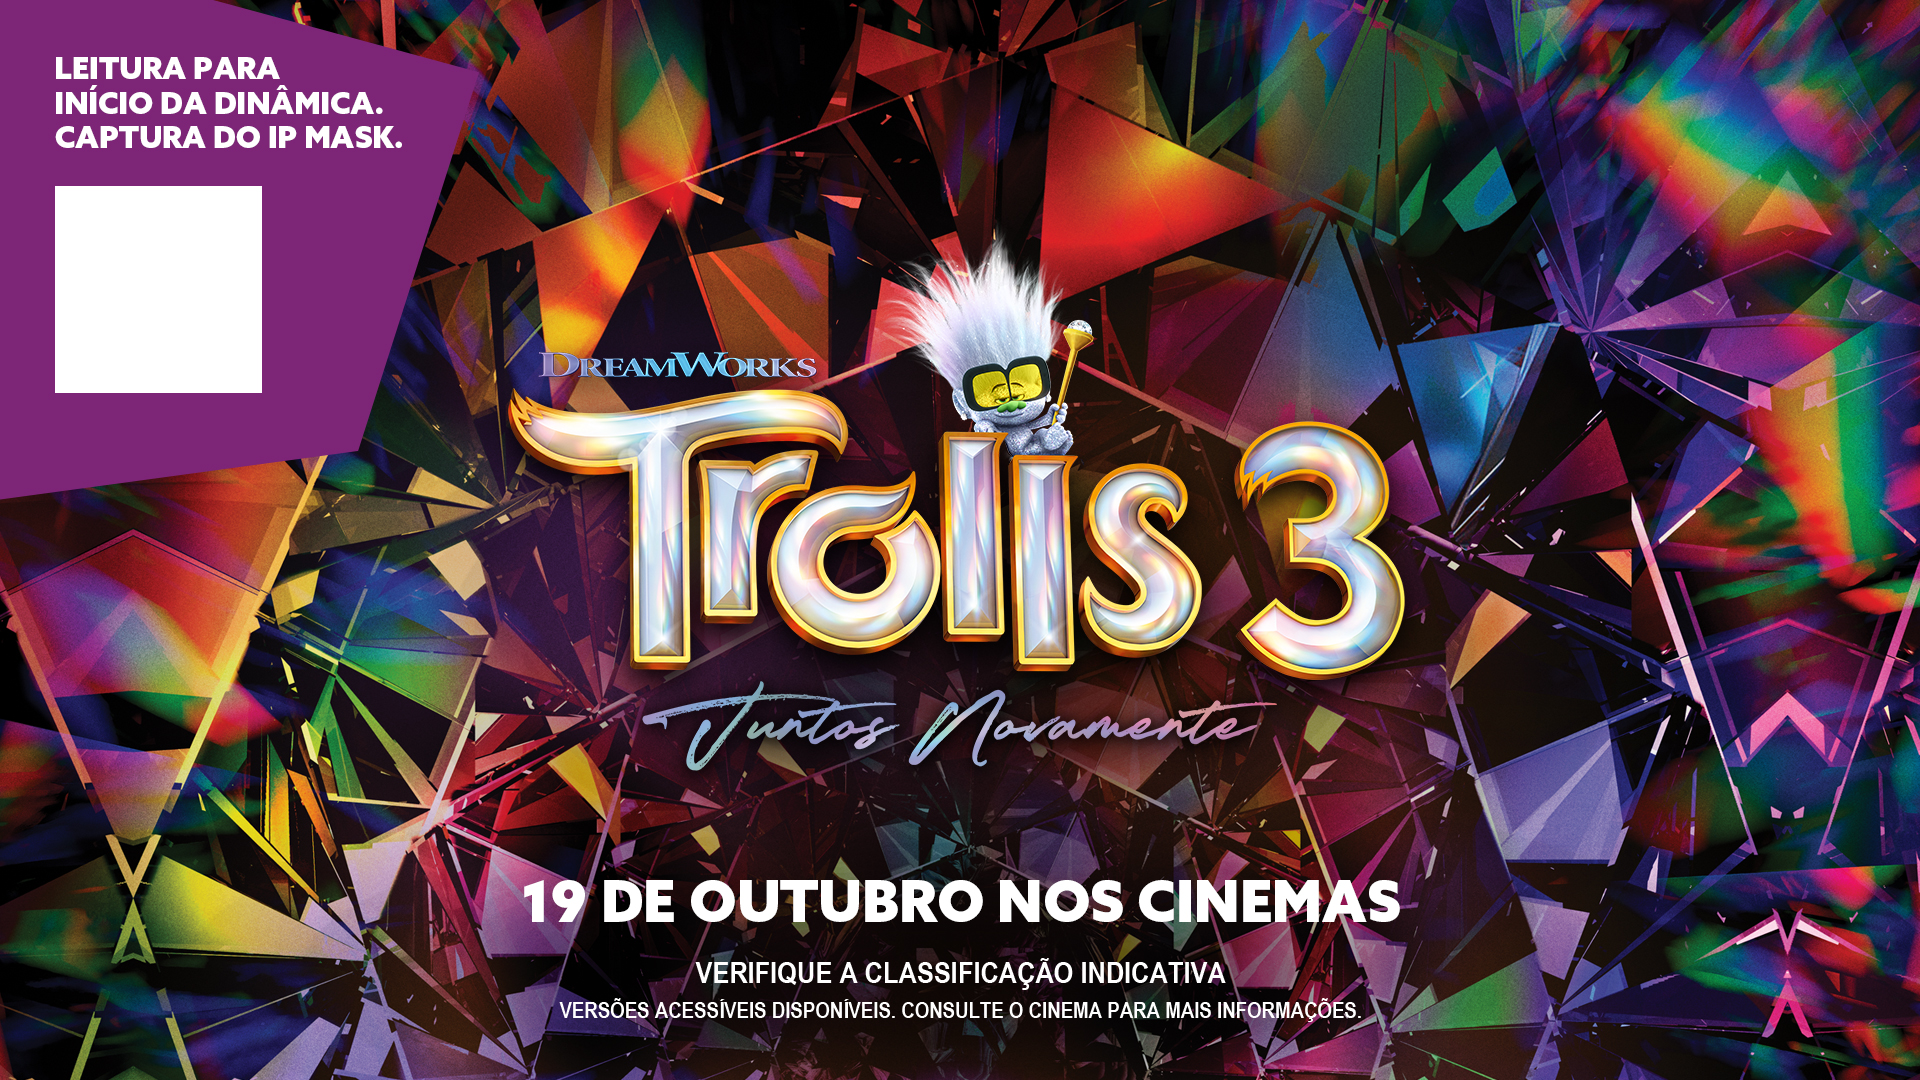 LEITURA PARA
INÍCIO DA DINÂMICA.
CAPTURA DO IP MASK.
DREAMWORKS
Trolls 3
Juntos Novamente
19 DE OUTUBRO NOS CINEMAS
VERIFIQUE A CLASSIFICAÇÃO INDICATIVA
VERSÕES ACESSÍVEIS DISPONÍVEIS. CONSULTE O CINEMA PARA MAIS INFORMAÇÕES.